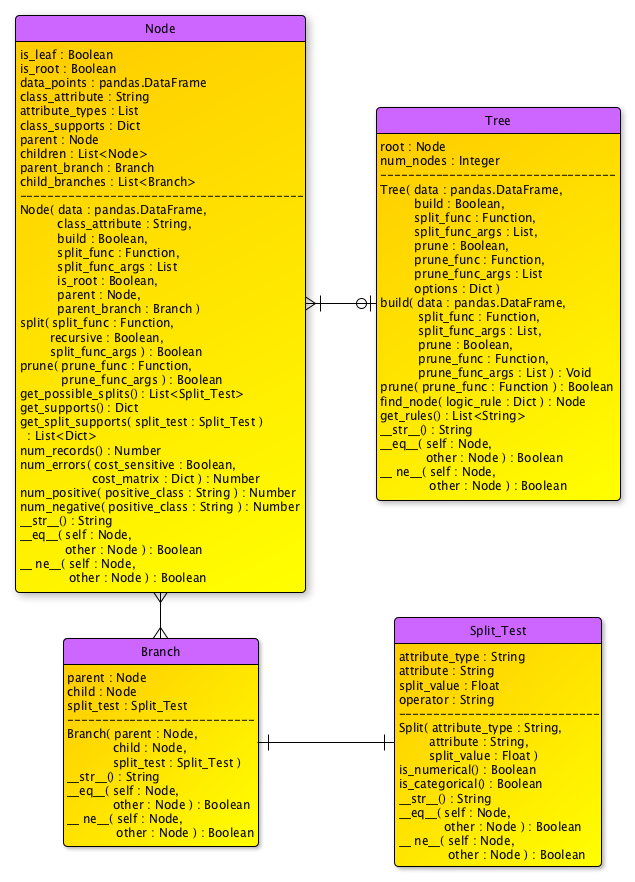 Node
is_leaf : Boolean
is_root : Boolean
data_points : pandas.DataFrame
class_attribute : String
attribute_types : List
class_supports : Dict
parent : Node
children : List<Node>
parent_branch : Branch
child_branches : List<Branch>
Node( data : pandas.DataFrame,
class_attribute : String,
build : Boolean,
split_func : Function,
split_func_args : List
is_root : Boolean,
parent : Node,
parent_branch : Branch )
split( split_func : Function,
recursive : Boolean,
split_func_args ) : Boolean
prune( prune_func : Function,
prune_func_args ) : Boolean
get_possible_splits() : List<Split_Test>
get_supports() : Dict
get_split_supports( split_test : Split_Test )
: List<Dict>
num_records() : Number
num_errors( cost_sensitive : Boolean,
cost_matrix : Dict ) : Number
num_positive( positive_class : String ) : Number
num_negative( positive_class : String ) : Number
__str__() : String
__eq__( self : Node,
other : Node ) : Boolean
__ ne__( self : Node,
other : Node ) : Boolean
Tree
root : Node
num_nodes : Integer
Tree( data : pandas.DataFrame,
build : Boolean,
split_func : Function,
split_func_args : List,
prune : Boolean,
prune_func : Function,
prune_func_args : List
options : Dict )
build( data : pandas.DataFrame,
split_func : Function,
split_func_args : List,
prune : Boolean,
prune_func : Function,
prune_func_args : List ) : Void
prune( prune_func : Function ) : Boolean
find_node( logic_rule : Dict ) : Node
get_rules() : List<String>
__str__() : String
__eq__( self : Node,
other : Node ) : Boolean
__ ne__( self : Node,
other : Node ) : Boolean
Branch
parent : Node
child : Node
split_test : Split_Test
Branch( parent : Node,
child : Node,
split_test : Split_Test )
__str__() : String
__eq__( self : Node,
other : Node ) : Boolean
__ ne__( self : Node,
other : Node ) : Boolean
Split_Test
attribute_type : String
attribute : String
split_value : Float
operator : String
Split( attribute_type : String,
attribute : String,
split_value : Float )
is_numerical() : Boolean
is_categorical() : Boolean
__str__() : String
__eq__( self : Node,
other : Node ) : Boolean
__ ne__( self : Node,
other : Node ) : Boolean